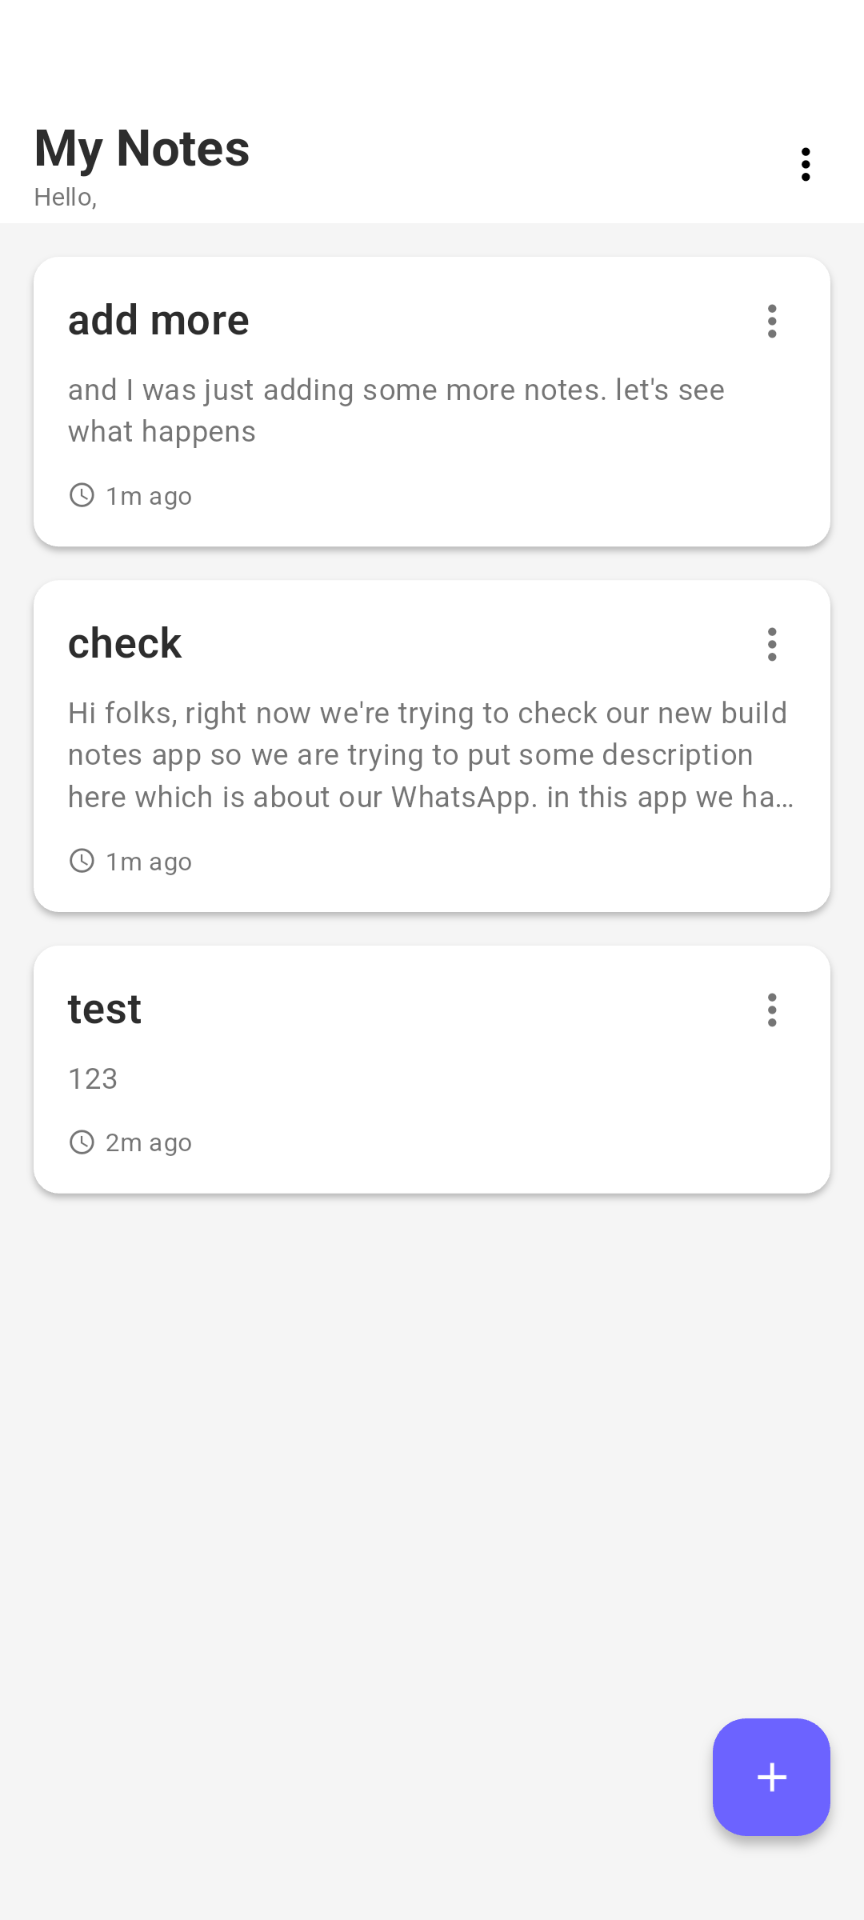 My Notes
Hello,
add more
and I was just adding some more notes. let's see
what happens
1m ago
check
Hi folks, right now we're trying to check our new build
notes app so we are trying to put some description
here which is about our WhatsApp. in this app we ha...
1m ago
test
123
2m ago